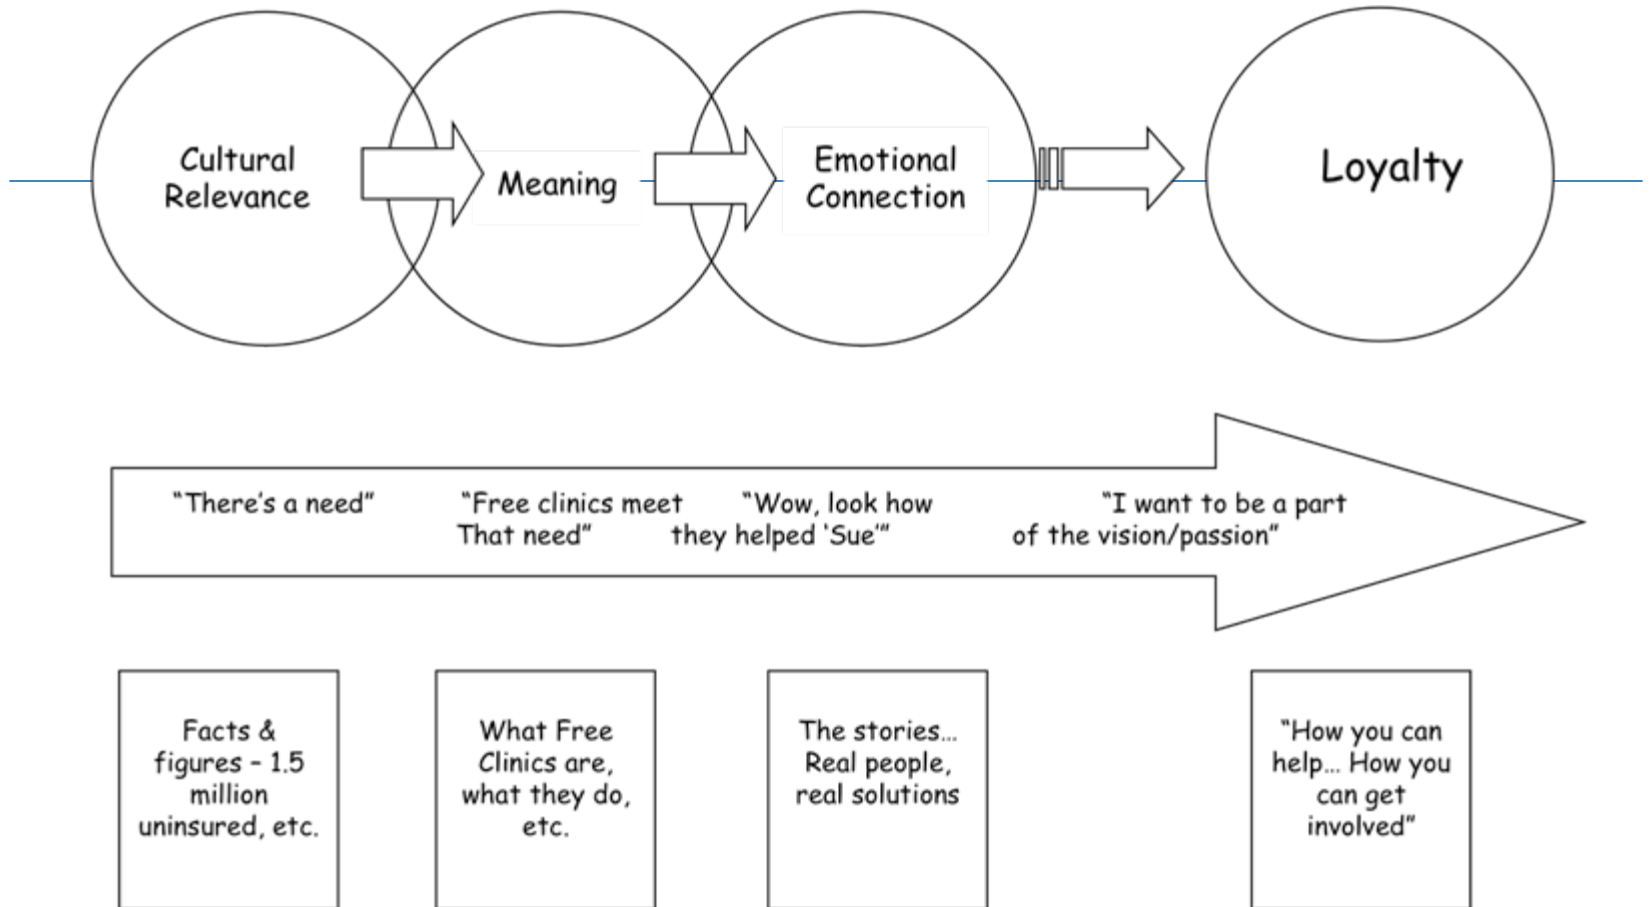 Cultural
Relevance
Meaning
Emotional
Connection
Loyalty
“There’s a need”
“Free clinics meet
That need”
“Wow, look how
they helped ‘Sue’”
“I want to be a part
of the vision/passion”
Facts &
figures – 1.5
million
uninsured, etc.
What Free
Clinics are,
what they do,
etc.
The stories…
Real people,
real solutions
“How you can
help… How you
can get
involved”